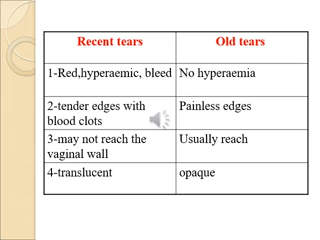 Recent tears Old tears
1-Red,hyperaemic, bleed No hyperaemia
2-tender edges with Painless edges
blood clots
3-may not reach the Usually reach
vaginal wall
4-translucent opaque